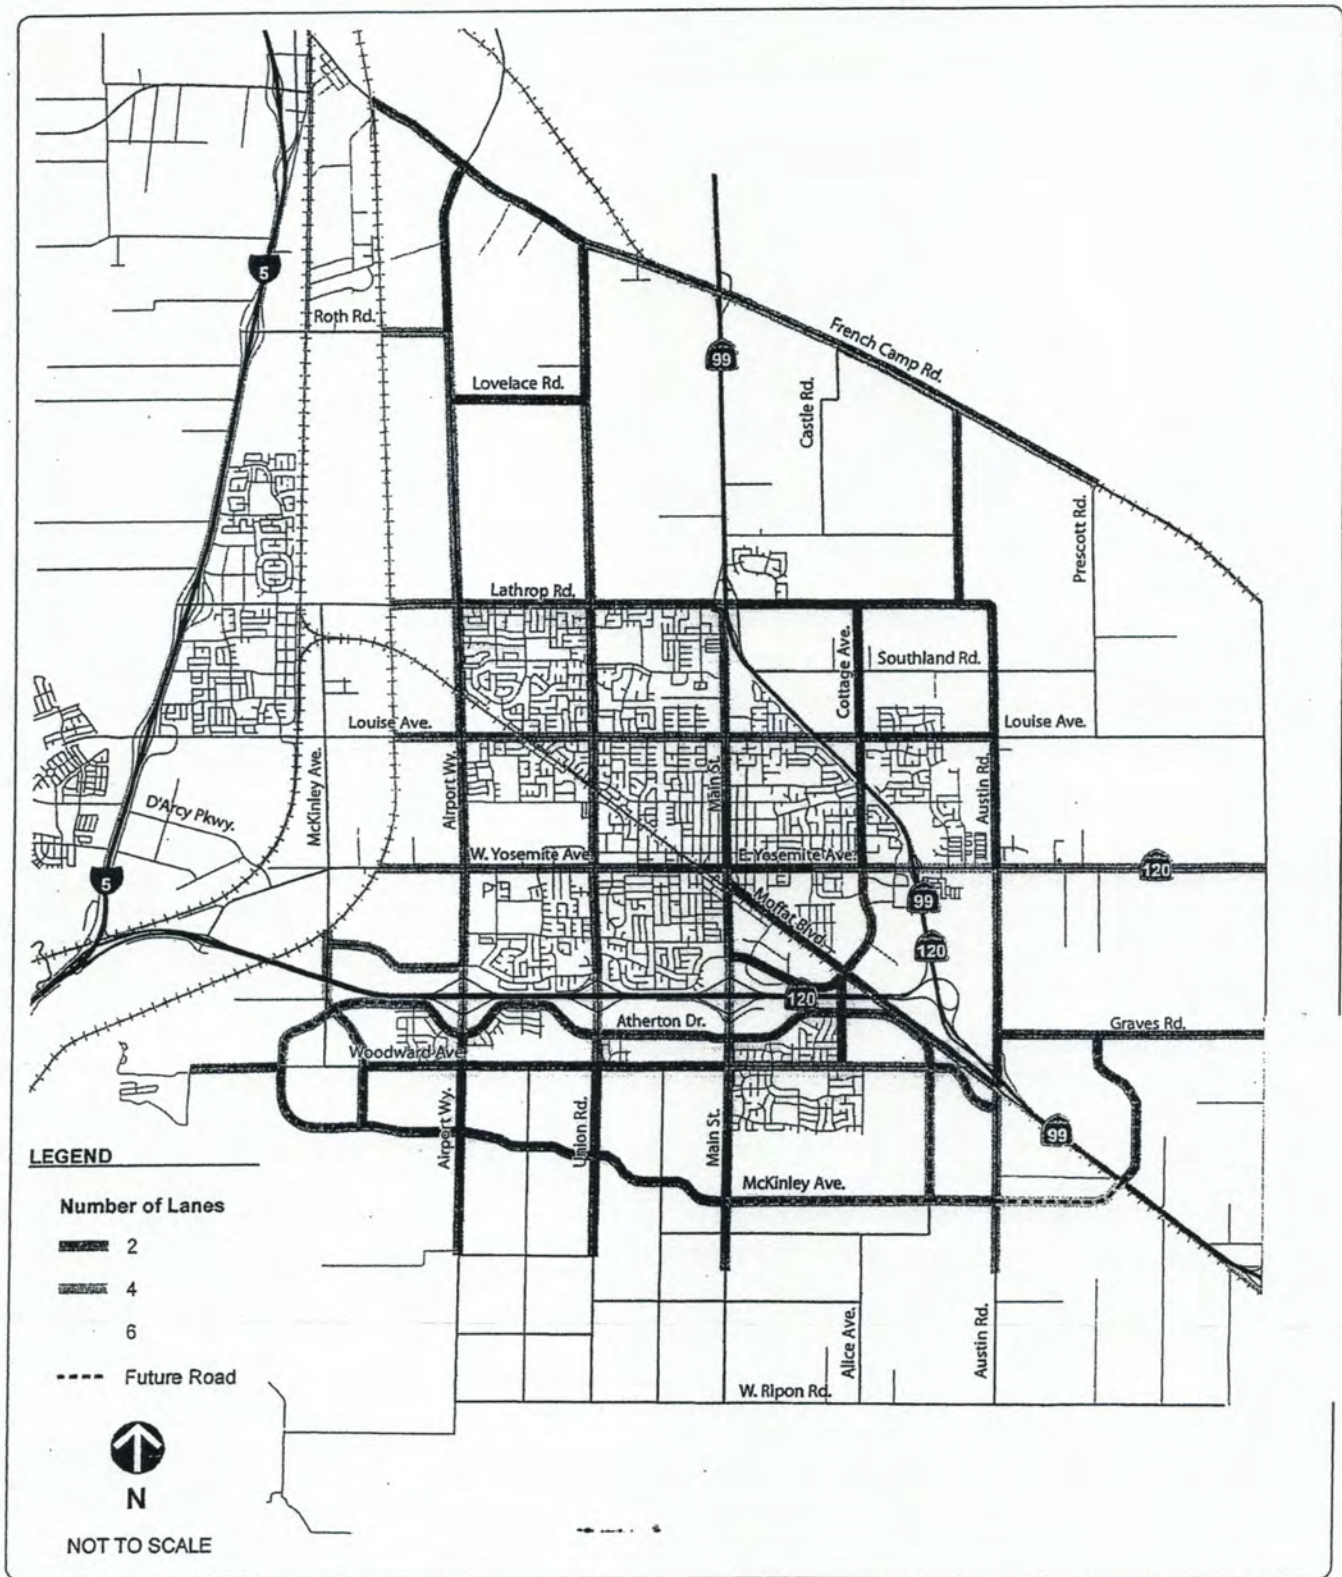 5
Roth Rd.
99
French Camp Rd.
Lovelace Rd.
Castle Rd.
Prescott Rd.
Lathrop Rd.
Cottage Ave.
Southland Rd.
Louise Ave.
Louise Ave.
McKinley Ave.
Airport Wy.
Main St.
Austin Rd.
D'Arcy Pkwy.
W. Yosemite Ave.
E. Yosemite Ave.
120
5
Moffat Blvd.
99
120
120
Atherton Dr.
Graves Rd.
Woodward Ave.
Airport Wy.
Union Rd.
Main St.
99
McKinley Ave.
LEGEND
Number of Lanes
2
4
6
Future Road
Alice Ave.
Austin Rd.
W. Ripon Rd.
N
NOT TO SCALE